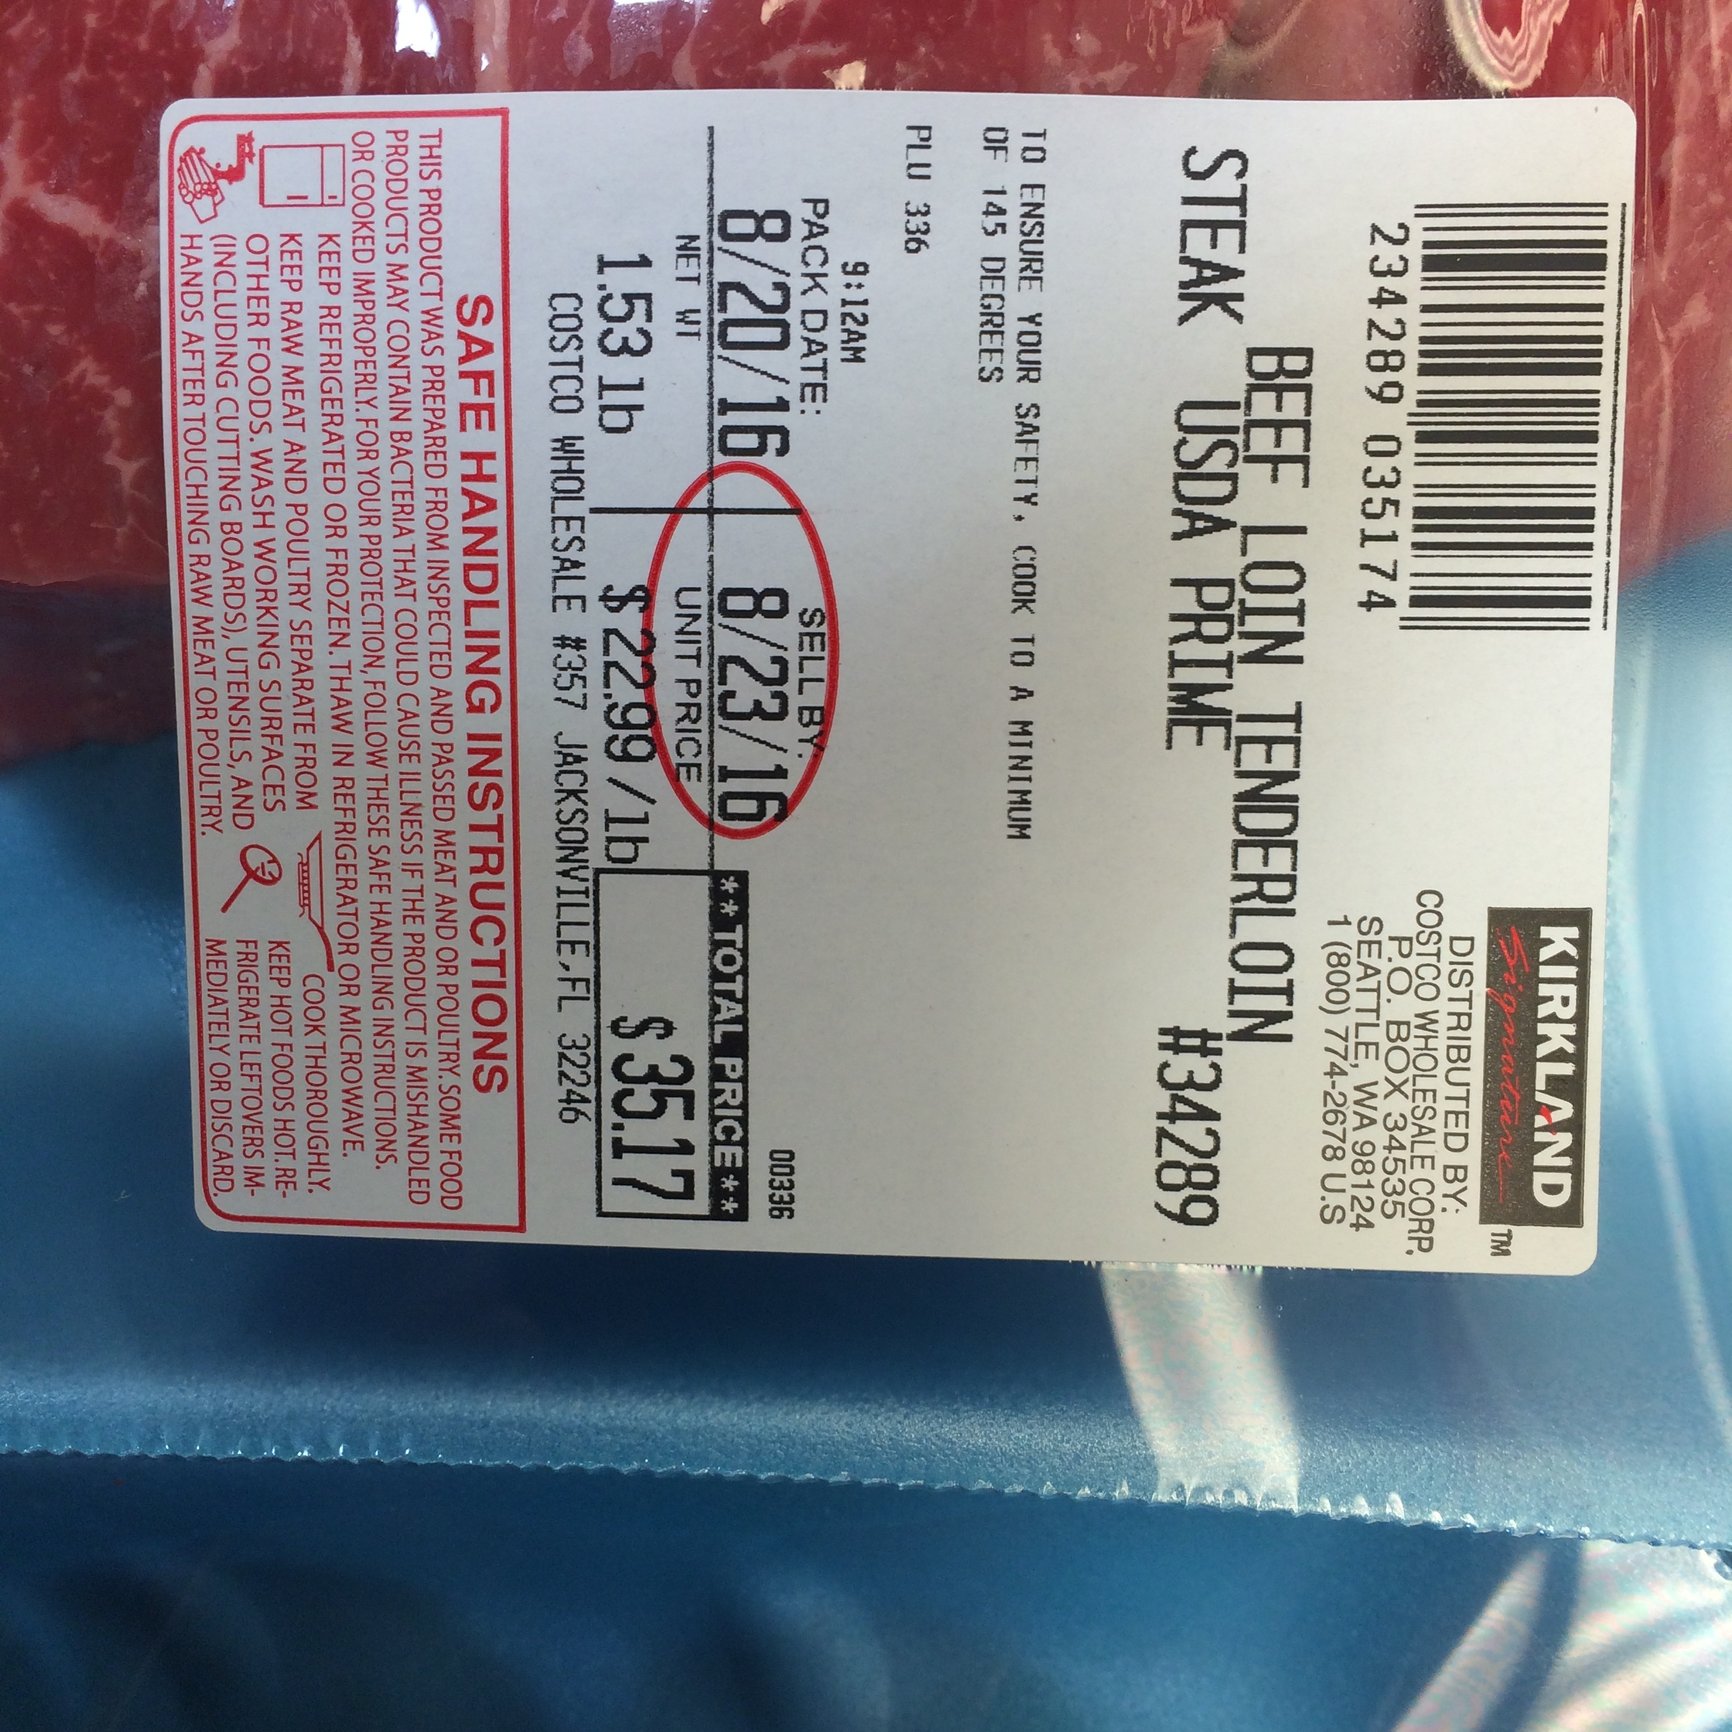 234289 035174
KIRKLAND
Signature
TM
DISTRIBUTED BY:
COSTCO WHOLESALE CORP.
P.O. BOX 34535
SEATTLE, WA 98124
1 (800) 774-2678 U.S
BEEF LOIN TENDERLOIN
STEAK USDA PRIME #34289
TO ENSURE YOUR SAFETY, COOK TO A MINIMUM
OF 145 DEGREES
PLU 336
9:12AM
PACK DATE: SELL BY: 00336
8/20/16 8/23/16 **TOTAL PRICE**
NET WT UNIT PRICE
1.53 lb $ 22.99/lb $ 35.17
COSTCO WHOLESALE #357 JACKSONVILLE,FL 32246
SAFE HANDLING INSTRUCTIONS
THIS PRODUCT WAS PREPARED FROM INSPECTED AND PASSED MEAT AND/OR POULTRY. SOME FOOD
PRODUCTS MAY CONTAIN BACTERIA THAT COULD CAUSE ILLNESS IF THE PRODUCT IS MISHANDLED
OR COOKED IMPROPERLY. FOR YOUR PROTECTION, FOLLOW THESE SAFE HANDLING INSTRUCTIONS.
KEEP REFRIGERATED OR FROZEN. THAW IN REFRIGERATOR OR MICROWAVE.
KEEP RAW MEAT AND POULTRY SEPARATE FROM
OTHER FOODS. WASH WORKING SURFACES
(INCLUDING CUTTING BOARDS), UTENSILS, AND
HANDS AFTER TOUCHING RAW MEAT OR POULTRY.
COOK THOROUGHLY.
KEEP HOT FOODS HOT. RE-
FRIGERATE LEFTOVERS IM-
MEDIATELY OR DISCARD.